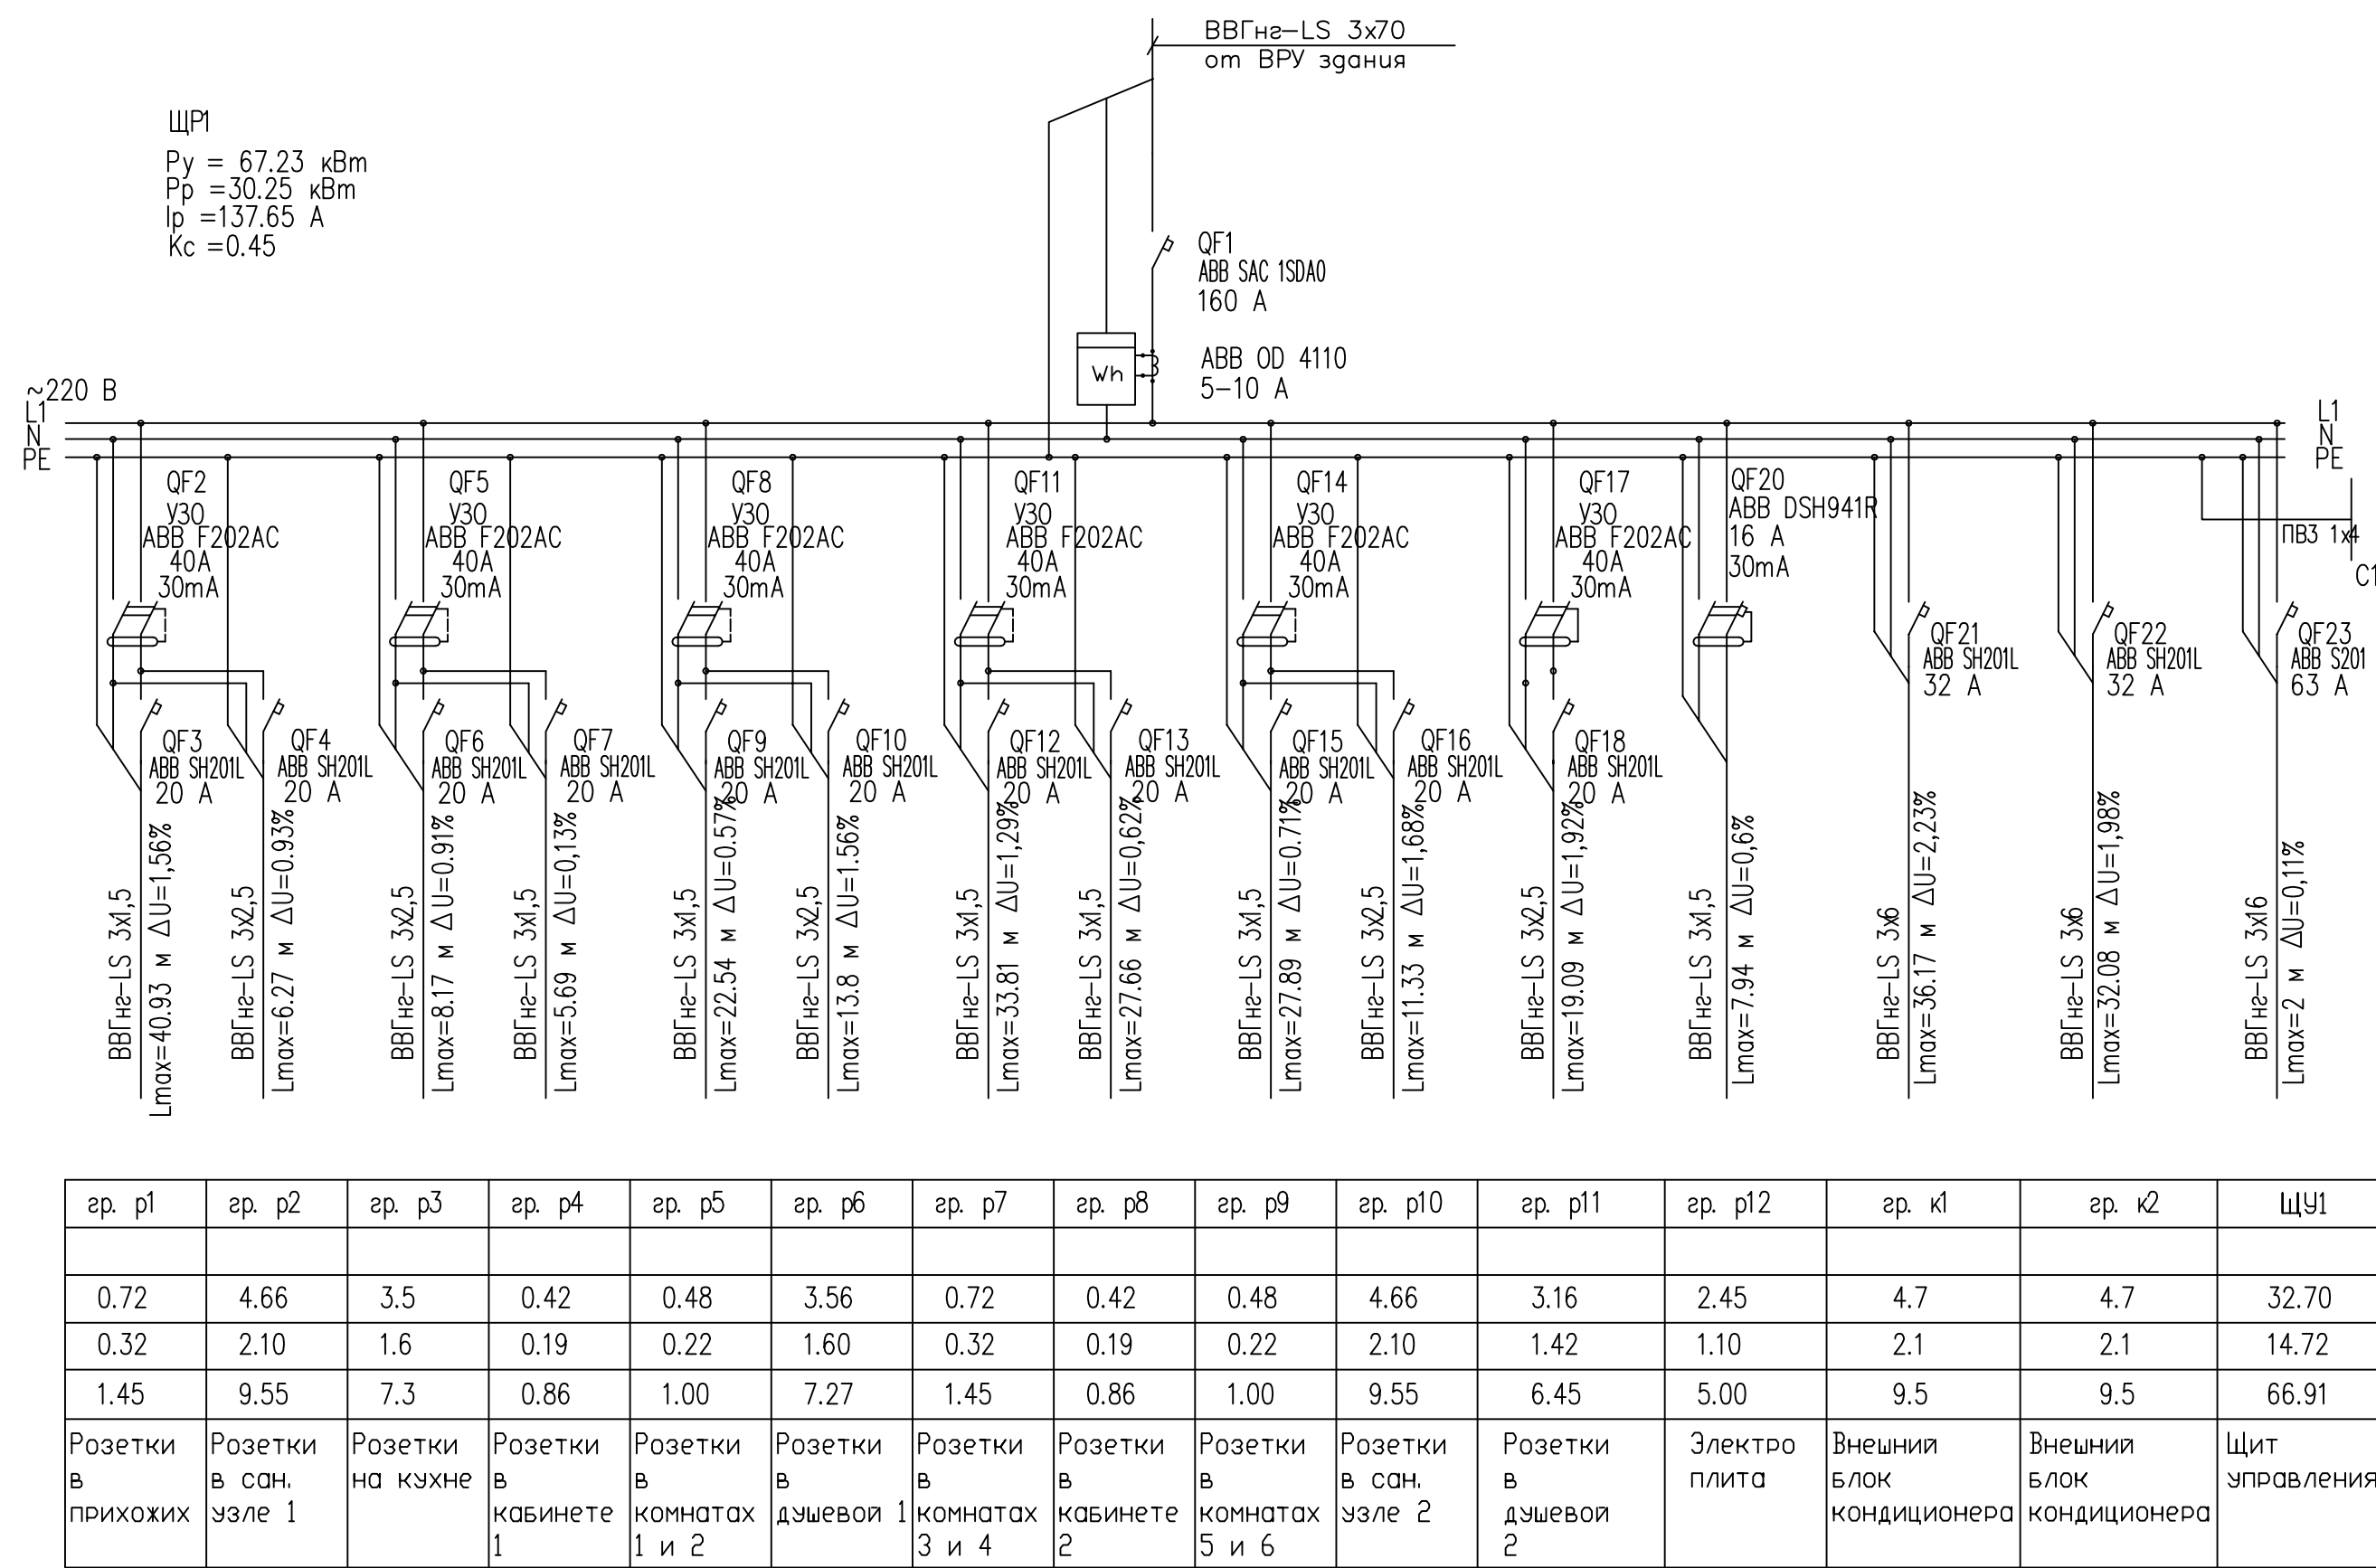 ВВГнг-LS 3х70
от ВРУ здания
ЩР1
Ру = 67.23 кВт
Рр =30.25 кВт
Iр =137.65 А
Кс =0.45
QF1
ABB SAC 1SDA0
160 А
ABB OD 4110
5-10 А
Wh
~220 В
L1
N
PE
L1
N
PE
QF2
УЗО
ABB F202AC
40А
30mA
QF5
УЗО
ABB F202AC
40А
30mA
QF8
УЗО
ABB F202AC
40А
30mA
QF11
УЗО
ABB F202AC
40А
30mA
QF14
УЗО
ABB F202AC
40А
30mA
QF17
УЗО
ABB F202AC
40А
30mA
QF20
ABB DSH941R
16 А
30mA
ПВ3 1х4
С1
QF21
ABB SH201L
32 А
QF22
ABB SH201L
32 А
QF23
ABB S201
63 А
QF3
ABB SH201L
20 А
QF4
ABB SH201L
20 А
QF6
ABB SH201L
20 А
QF7
ABB SH201L
20 А
QF9
ABB SH201L
20 А
QF10
ABB SH201L
20 А
QF12
ABB SH201L
20 А
QF13
ABB SH201L
20 А
QF15
ABB SH201L
20 А
QF16
ABB SH201L
20 А
QF18
ABB SH201L
20 А
ВВГнг-LS 3х1,5
Lmax=40.93 м ΔU=1,56%
ВВГнг-LS 3х2,5
Lmax=6.27 м ΔU=0.93%
ВВГнг-LS 3х2,5
Lmax=8.17 м ΔU=0.91%
ВВГнг-LS 3х1,5
Lmax=5.69 м ΔU=0,13%
ВВГнг-LS 3х1,5
Lmax=22.54 м ΔU=0.57%
ВВГнг-LS 3х2,5
Lmax=13.8 м ΔU=1.56%
ВВГнг-LS 3х1,5
Lmax=33.81 м ΔU=1,29%
ВВГнг-LS 3х1,5
Lmax=27.66 м ΔU=0,62%
ВВГнг-LS 3х1,5
Lmax=27.89 м ΔU=0.71%
ВВГнг-LS 3х2,5
Lmax=11.33 м ΔU=1,68%
ВВГнг-LS 3х2,5
Lmax=19.09 м ΔU=1,92%
ВВГнг-LS 3х1,5
Lmax=7.94 м ΔU=0,6%
ВВГнг-LS 3х6
Lmax=36.17 м ΔU=2,23%
ВВГнг-LS 3х6
Lmax=32.08 м ΔU=1,98%
ВВГнг-LS 3х16
Lmax=2 м ΔU=0,11%
гр. р1 гр. р2 гр. р3 гр. р4 гр. р5 гр. р6 гр. р7 гр. р8 гр. р9 гр. р10 гр. р11 гр. р12 гр. к1 гр. к2 ЩУ1
0.72 4.66 3.5 0.42 0.48 3.56 0.72 0.42 0.48 4.66 3.16 2.45 4.7 4.7 32.70
0.32 2.10 1.6 0.19 0.22 1.60 0.32 0.19 0.22 2.10 1.42 1.10 2.1 2.1 14.72
1.45 9.55 7.3 0.86 1.00 7.27 1.45 0.86 1.00 9.55 6.45 5.00 9.5 9.5 66.91
Розетки
в
прихожих
Розетки
в сан.
узле 1
Розетки
на кухне
Розетки
в
кабинете
1
Розетки
в
комнатах
1 и 2
Розетки
в
душевой 1
Розетки
в
комнатах
3 и 4
Розетки
в
кабинете
2
Розетки
в
комнатах
5 и 6
Розетки
в сан.
узле 2
Розетки
в
душевой
2
Электро
плита
Внешний
блок
кондиционера
Внешний
блок
кондиционера
Щит
управления